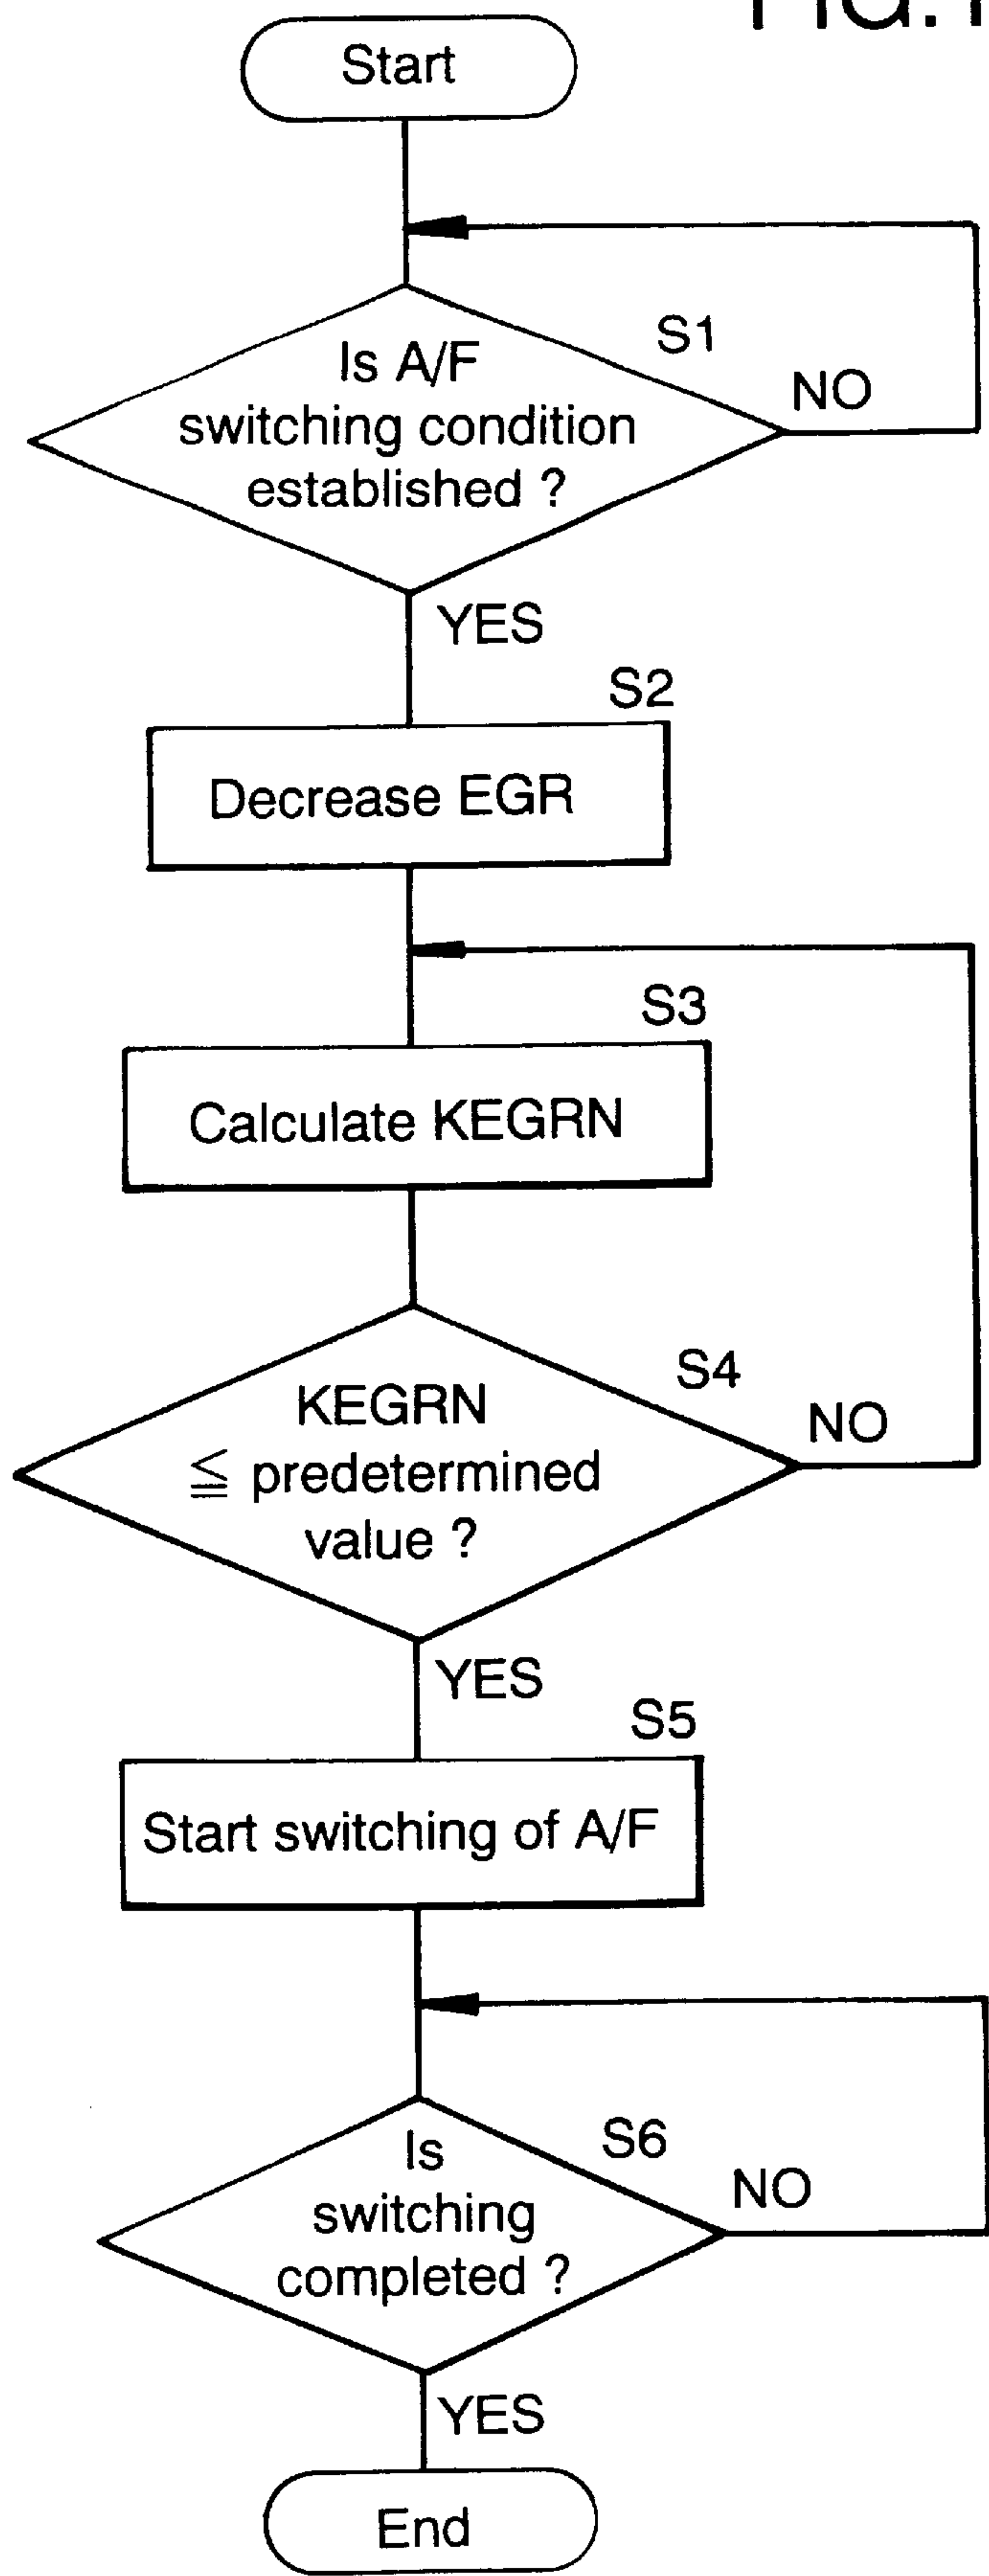 Start
Is A/F
S1
NO
switching condition
established ?
YES
S2
Decrease EGR
S3
Calculate KEGRN
KEGRN
S4
NO
≦ predetermined
value ?
YES
S5
Start switching of A/F
Is
S6
NO
switching
completed ?
YES
End